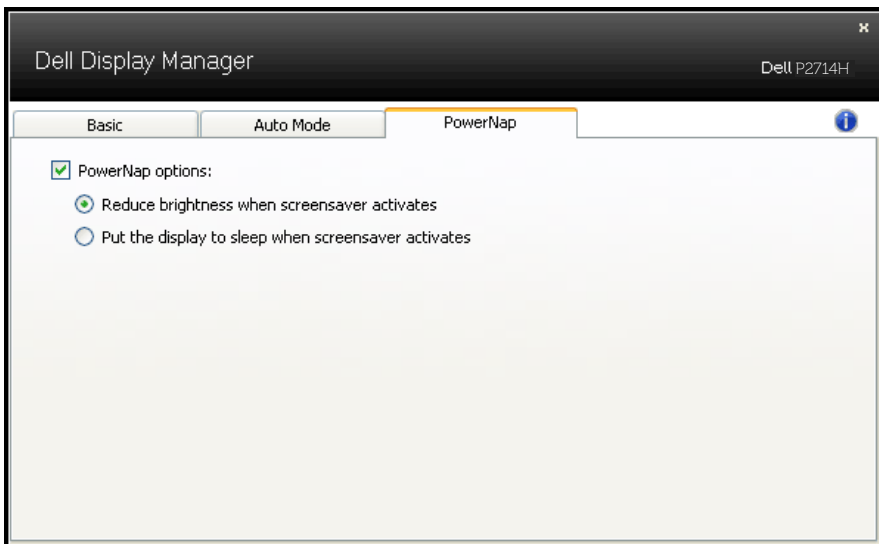 Dell Display Manager
Dell P2714H
Basic
Auto Mode
PowerNap
PowerNap options:
Reduce brightness when screensaver activates
Put the display to sleep when screensaver activates